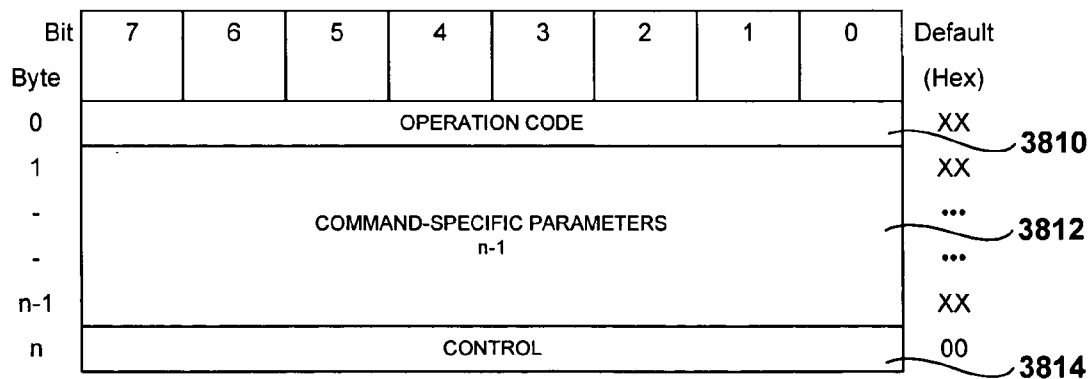 Bit 7 6 5 4 3 2 1 0 Default
Byte (Hex)
0 OPERATION CODE XX
3810
1 XX
- COMMAND-SPECIFIC PARAMETERS •••
3812
n-1
- •••
n-1 XX
n CONTROL 00
3814